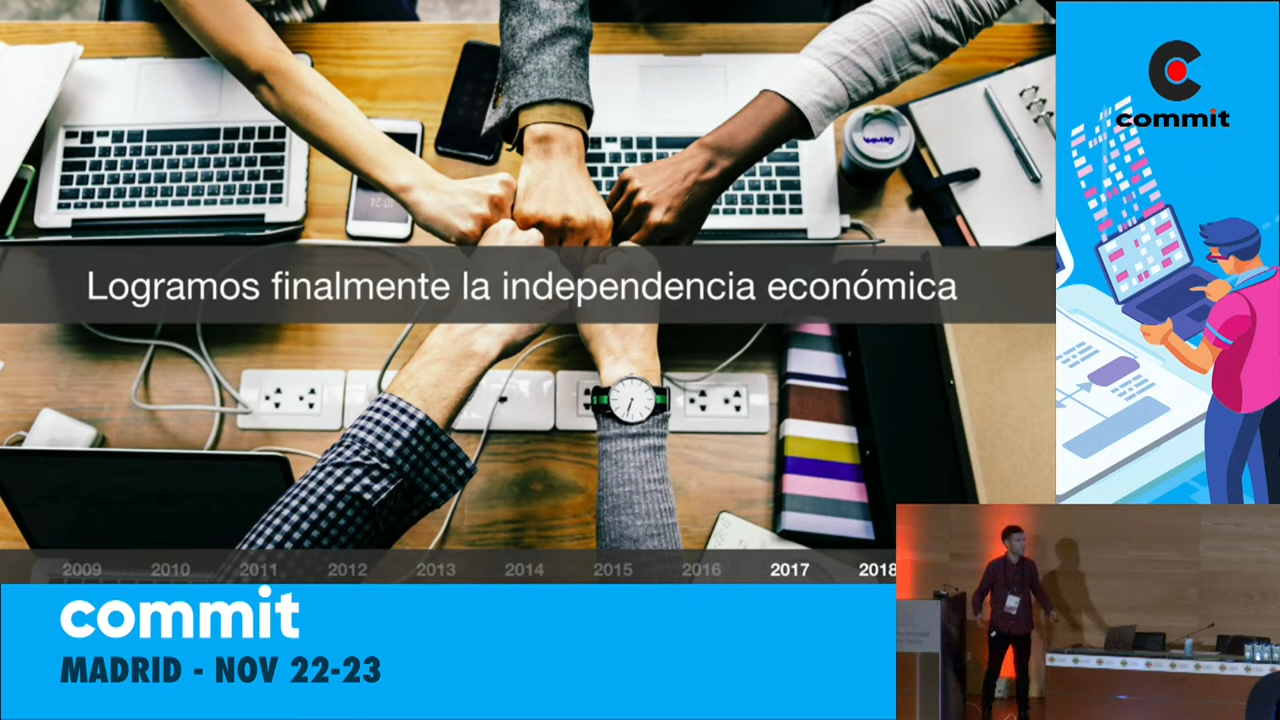 commit
Logramos finalmente la independencia económica
2009 2010 2011 2012 2013 2014 2015 2016 2017 2018
commit
MADRID - NOV 22-23